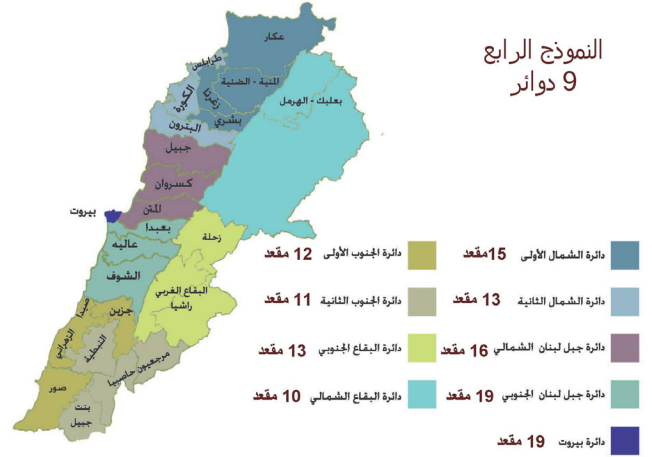 النموذج الرابع
9 دوائر
عكار
طرابلس
المنية - الضنية
زغرتا
الكورة
بشري
البترون
بعلبك - الهرمل
جبيل
كسروان
المتن
بيروت
بعبدا
عاليه
الشوف
زحلة
البقاع الغربي
راشيا
صيدا
جزين
الزهراني
النبطية
مرجعيون حاصبيا
صور
بنت
جبيل
دائرة الشمال الأولى 15مقعد
دائرة الجنوب الأولى 12 مقعد
دائرة الشمال الثانية 13 مقعد
دائرة الجنوب الثانية 11 مقعد
دائرة جبل لبنان الشمالي 16 مقعد
دائرة البقاع الجنوبي 13 مقعد
دائرة جبل لبنان الجنوبي 19 مقعد
دائرة البقاع الشمالي 10 مقعد
دائرة بيروت 19 مقعد